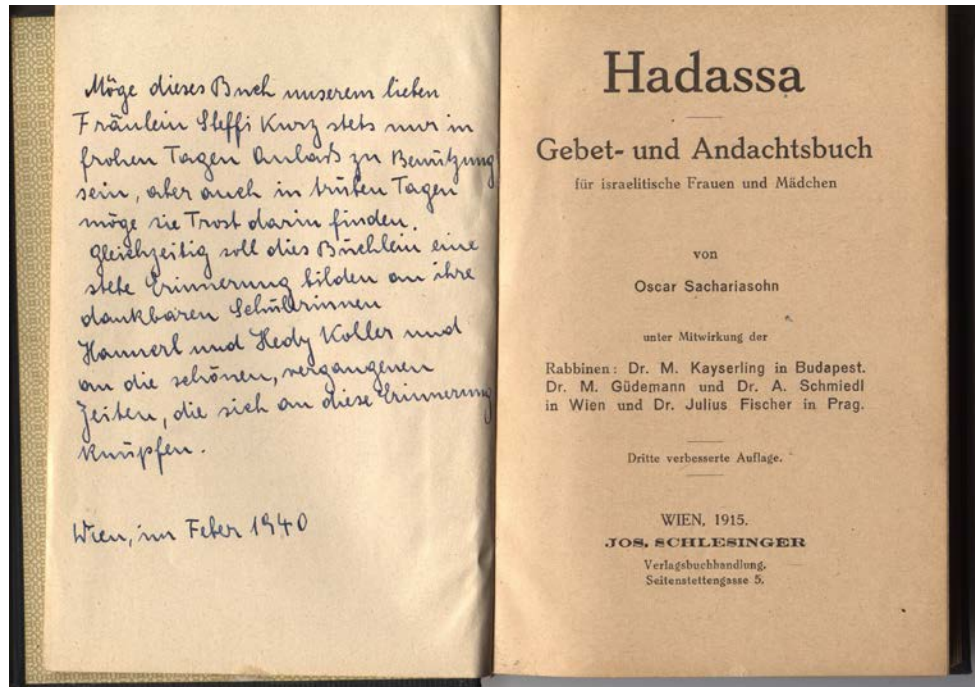 Möge dieses Buch unserem lieben
Fräulein Steffi Kurz stets nur in
frohen Tagen Anlaß zu Benützung
sein, aber auch in trüben Tagen
möge sie Trost darin finden.
Gleichzeitig soll dies Büchlein eine
stete Erinnerung bilden an ihre
dankbaren Schülerinnen
Hannerl und Hedy Koller und
an die schönen, vergangenen
Zeiten, die sich an diese Erinnerung
knüpfen.
Wien, im Feber 1940
Hadassa
Gebet- und Andachtsbuch
für israelitische Frauen und Mädchen
von
Oscar Sachariasohn
unter Mitwirkung der
Rabbinen: Dr. M. Kayserling in Budapest.
Dr. M. Güdemann und Dr. A. Schmiedl
in Wien und Dr. Julius Fischer in Prag.
Dritte verbesserte Auflage.
WIEN, 1915.
JOS. SCHLESINGER
Verlagsbuchhandlung.
Seitenstettengasse 5.